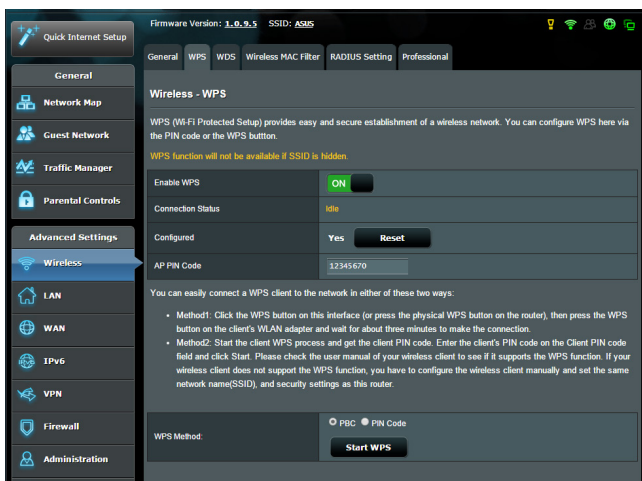 Quick Internet Setup
Firmware Version: 1.0.9.5 SSID: ASUS
General WPS WDS Wireless MAC Filter RADIUS Setting Professional
General
Network Map
Guest Network
Traffic Manager
Parental Controls
Advanced Settings
Wireless
LAN
WAN
IPv6
VPN
Firewall
Administration
Wireless - WPS
WPS (Wi-Fi Protected Setup) provides easy and secure establishment of a wireless network. You can configure WPS here via
the PIN code or the WPS buttton.
WPS function will not be available if SSID is hidden.
Enable WPS ON
Connection Status Idle
Configured Yes Reset
AP PIN Code 12345670
You can easily connect a WPS client to the network in either of these two ways:
• Method1: Click the WPS button on this interface (or press the physical WPS button on the router), then press the WPS
button on the client's WLAN adapter and wait for about three minutes to make the connection.
• Method2: Start the client WPS process and get the client PIN code. Enter the client's PIN code on the Client PIN code
field and click Start. Please check the user manual of your wireless client to see if it supports the WPS function. If your
wireless client does not support the WPS function, you have to configure the wireless client manually and set the same
network name(SSID), and security settings as this router.
WPS Method: PBC PIN Code
Start WPS